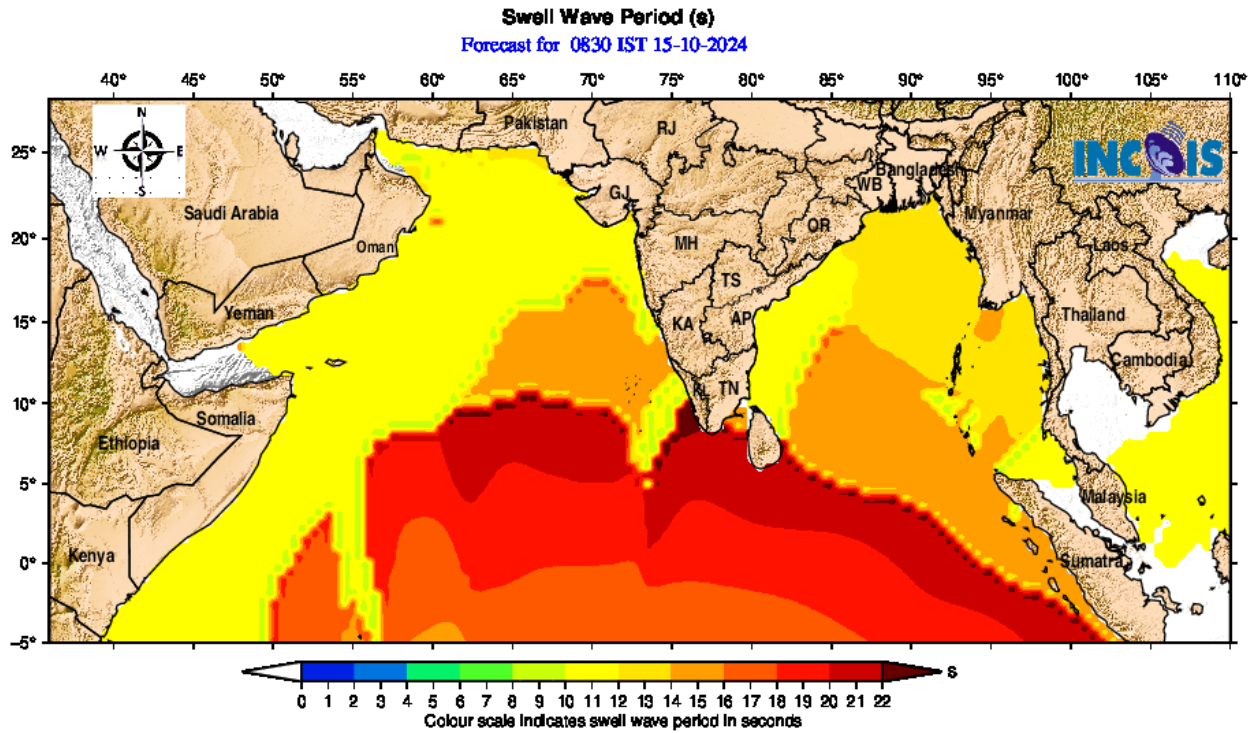 Swell Wave Period (s)
Forecast for 0830 IST 15-10-2024
40° 45° 50° 55° 60° 65° 70° 75° 80° 85° 90° 95° 100° 105° 110°
N
W E
S
25°
20°
15°
10°
5°
0°
-5°
Pakistan
RJ
INCOIS
Bangladesh
GJ
WB
Saudi Arabia
Myanmar
OR
Oman
MH
Laos
TS
Yeman
KA
AP
Thailand
Cambodia
TN
Somalia
Ethiopia
Malaysia
Kenya
Sumatra
S
0 1 2 3 4 5 6 7 8 9 10 11 12 13 14 15 16 17 18 19 20 21 22
Colour scale indicates swell wave period in seconds